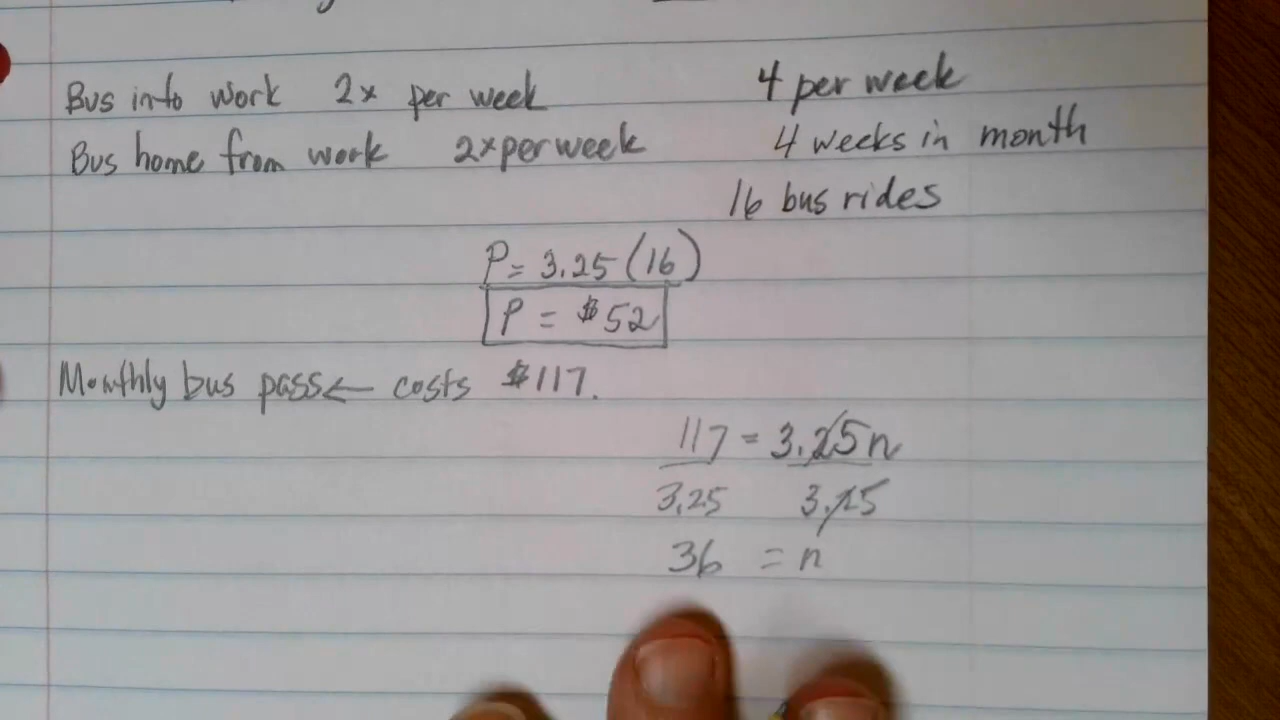 Bus into work 2x per week 4 per week
Bus home from work 2x per week 4 weeks in month
16 bus rides
P = 3.25 (16)
P = $52
Monthly bus pass ← costs $117.
117 = 3.25n
3.25 3.25
36 = n